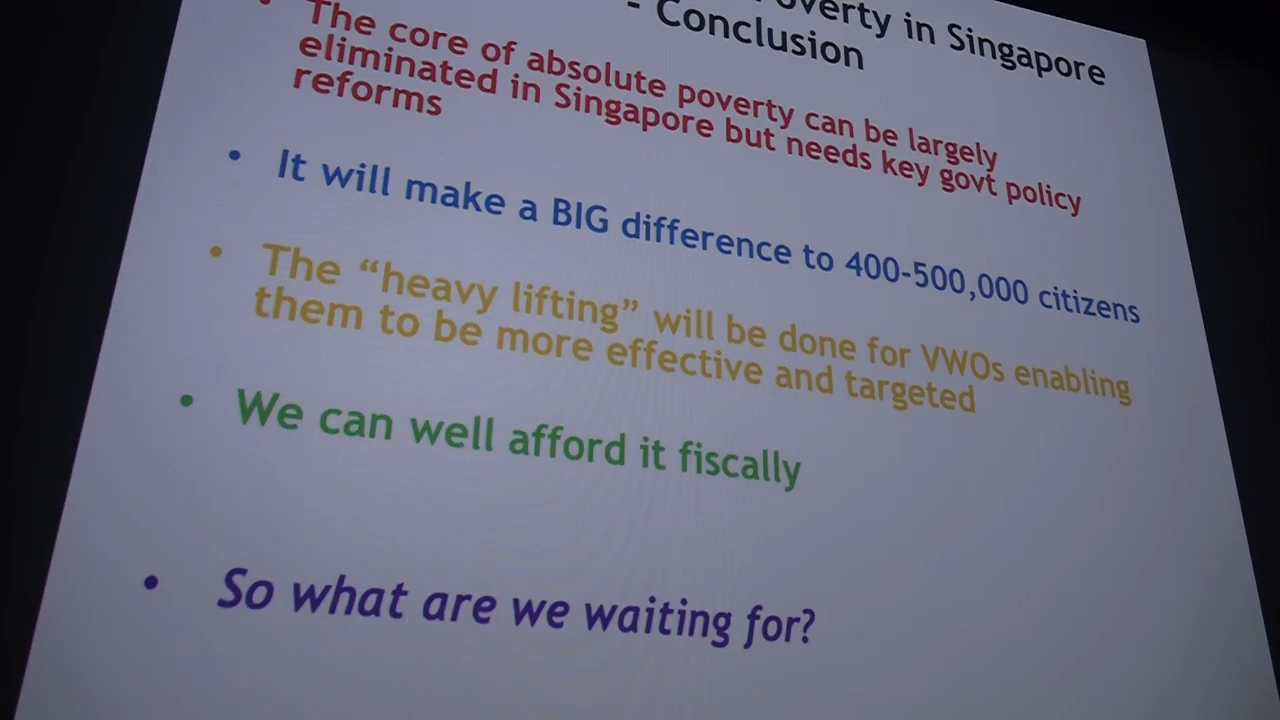 Poverty in Singapore
- Conclusion
• The core of absolute poverty can be largely
eliminated in Singapore but needs key govt policy
reforms
• It will make a BIG difference to 400-500,000 citizens
• The “heavy lifting” will be done for VWOs enabling
them to be more effective and targeted
• We can well afford it fiscally
• So what are we waiting for?